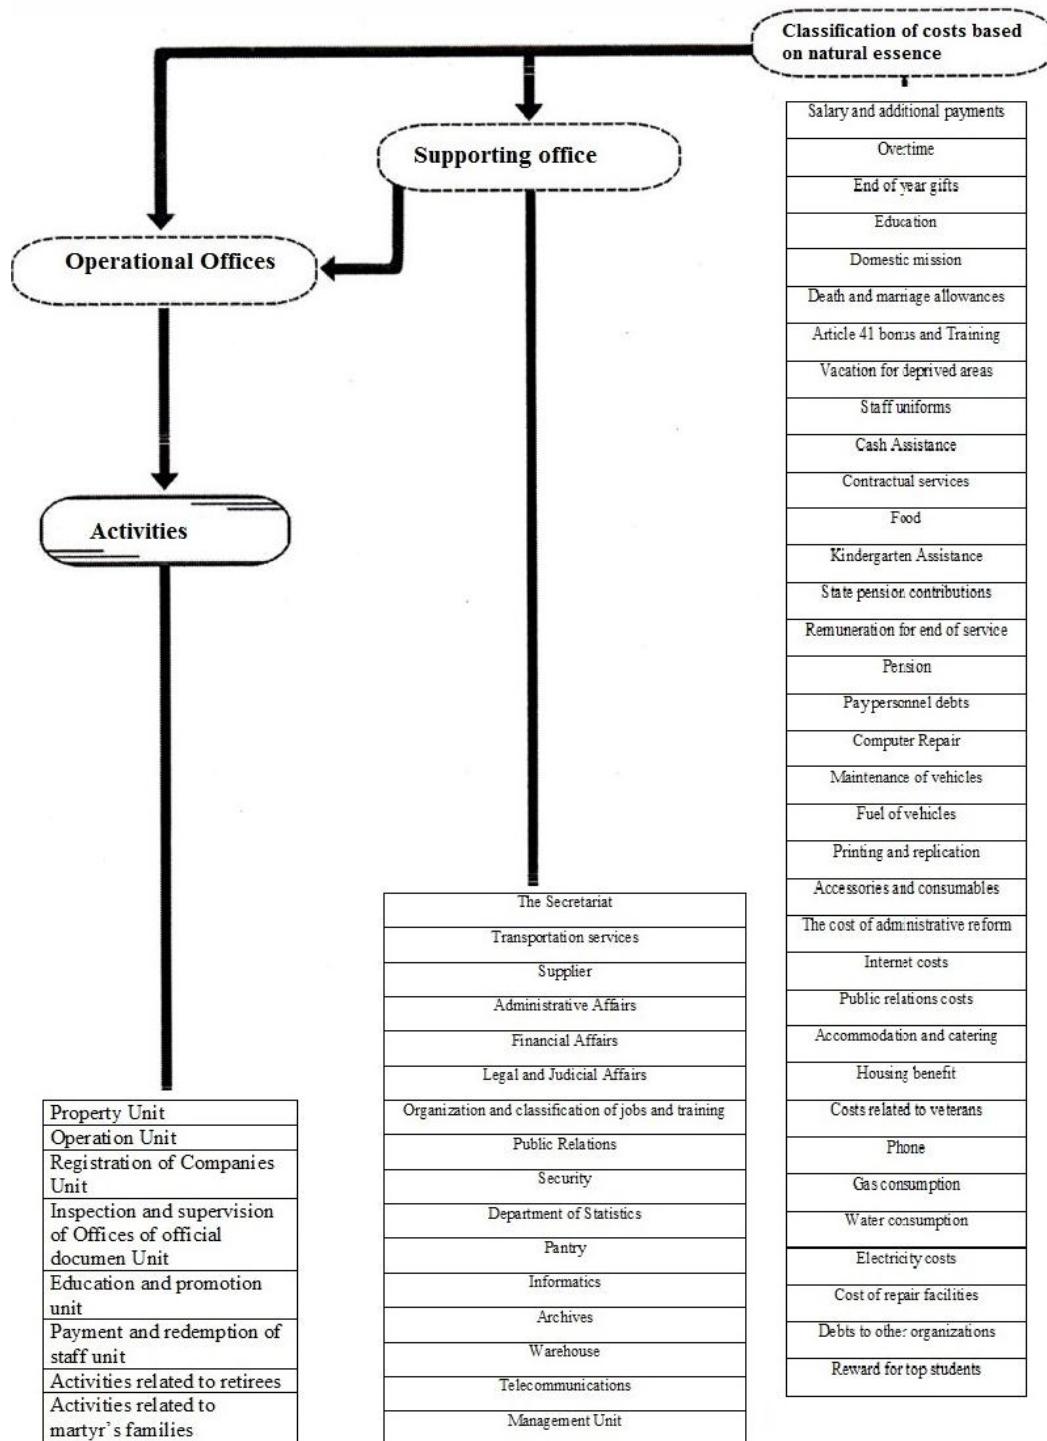 Classification of costs based
on natural essence
Supporting office
Operational Offices
Activities
Salary and additional payments
Overtime
End of year gifts
Education
Domestic mission
Death and marriage allowances
Article 41 bonus and Training
Vacation for deprived areas
Staff uniforms
Cash Assistance
Contractual services
Food
Kindergarten Assistance
State pension contributions
Remuneration for end of service
Pension
Pay personnel debts
Computer Repair
Maintenance of vehicles
Fuel of vehicles
Printing and replication
Accessories and consumables
The cost of administrative reform
Internet costs
Public relations costs
Accommodation and catering
Housing benefit
Costs related to veterans
Phone
Gas consumption
Water consumption
Electricity costs
Cost of repair facilities
Debts to other organizations
Reward for top students
The Secretariat
Transportation services
Supplier
Administrative Affairs
Financial Affairs
Legal and Judicial Affairs
Organization and classification of jobs and training
Public Relations
Security
Department of Statistics
Pantry
Informatics
Archives
Warehouse
Telecommunications
Management Unit
Property Unit
Operation Unit
Registration of Companies
Unit
Inspection and supervision
of Offices of official
documen Unit
Education and promotion
unit
Payment and redemption of
staff unit
Activities related to retirees
Activities related to
martyr's families